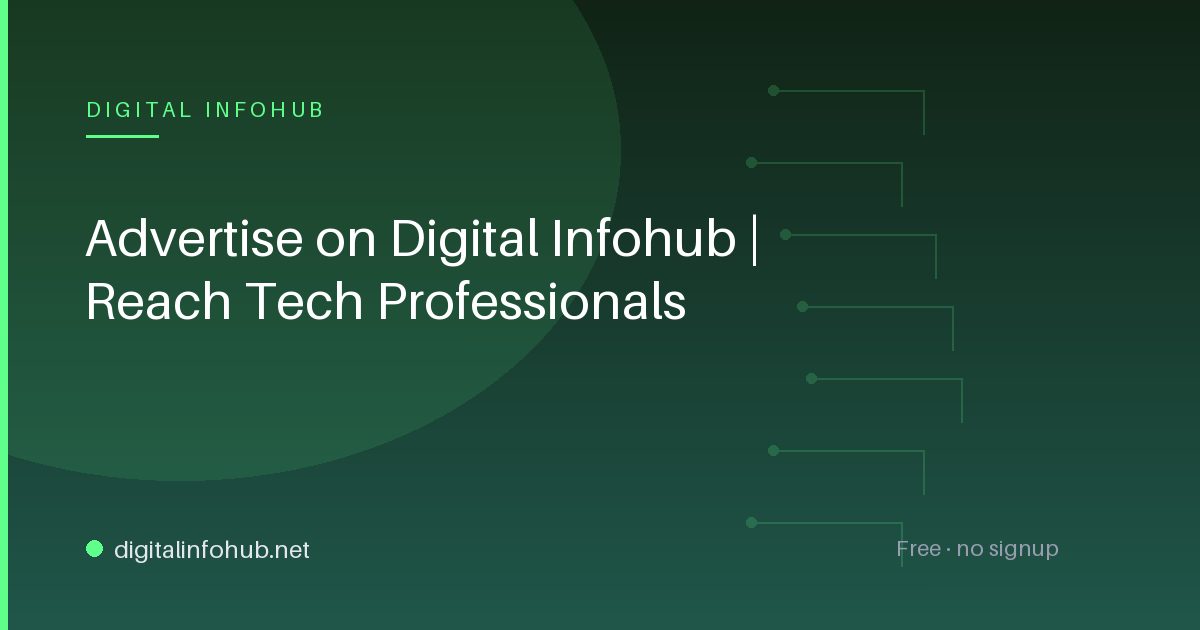 DIGITAL INFOHUB
Advertise on Digital Infohub |
Reach Tech Professionals
digitalinfohub.net
Free · no signup